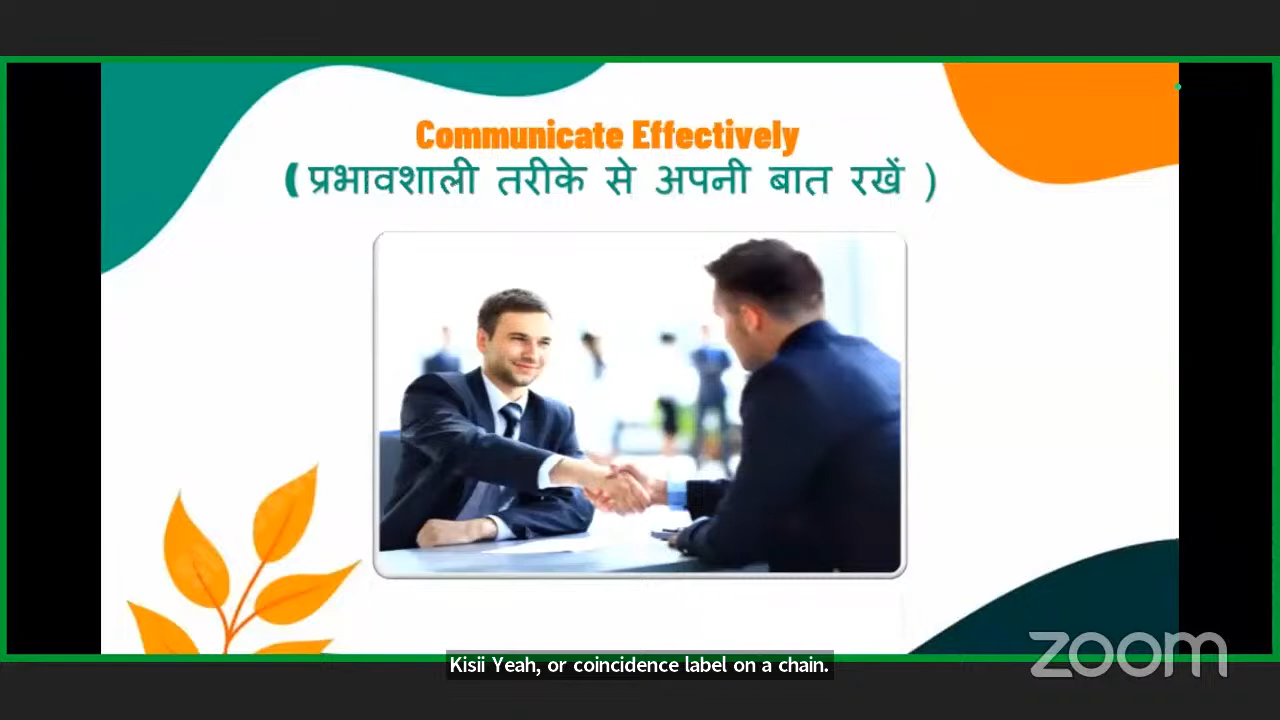 Communicate Effectively
(प्रभावशाली तरीके से अपनी बात रखें )
zoom
Kisii Yeah, or coincidence label on a chain.